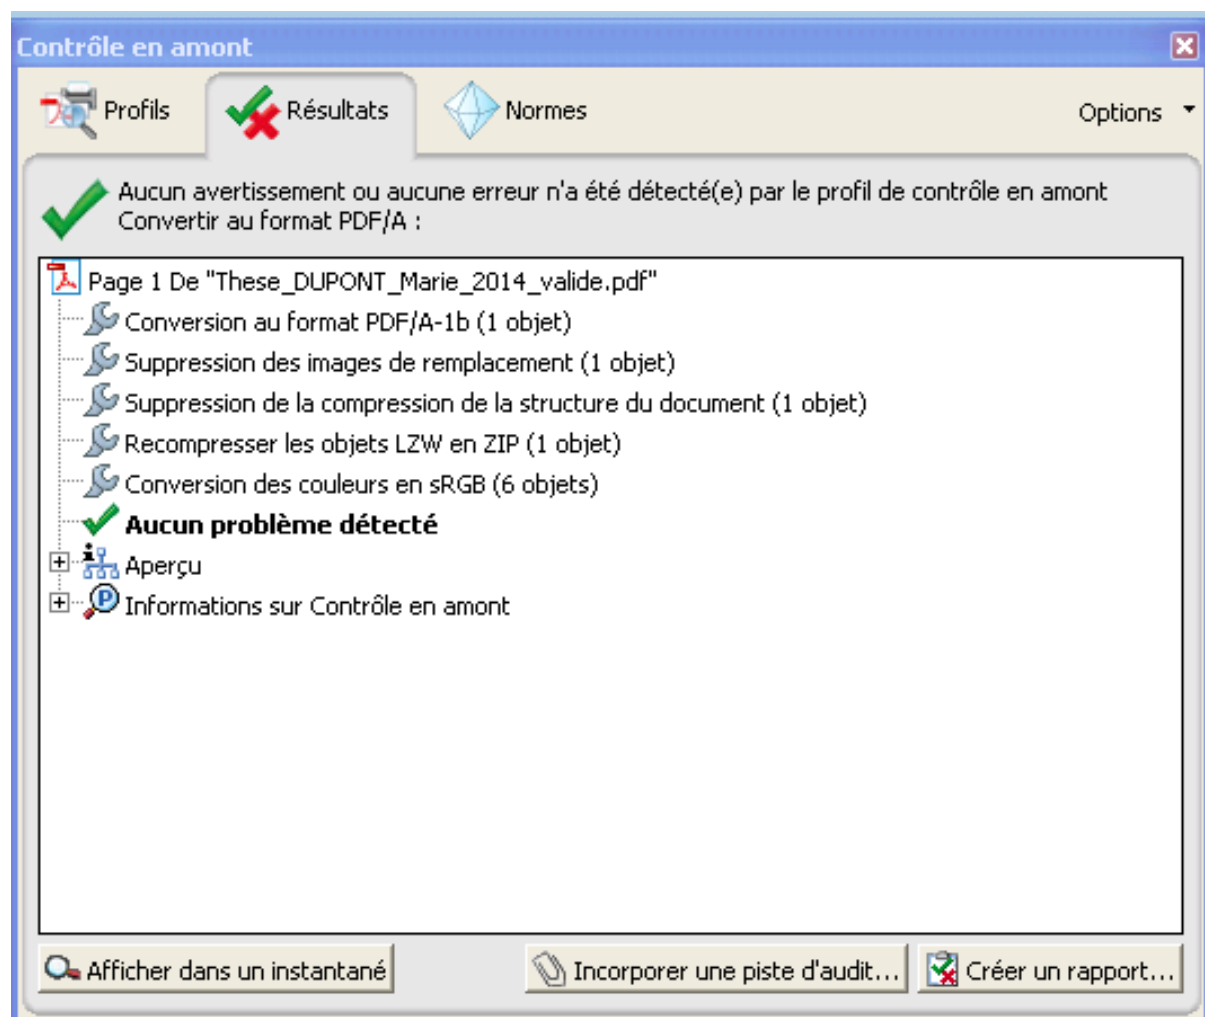 Contrôle en amont
Profils
Résultats
Normes
Options
Aucun avertissement ou aucune erreur n'a été détecté(e) par le profil de contrôle en amont
Convertir au format PDF/A :
Page 1 De "These_DUPONT_Marie_2014_valide.pdf"
Conversion au format PDF/A-1b (1 objet)
Suppression des images de remplacement (1 objet)
Suppression de la compression de la structure du document (1 objet)
Recompresser les objets LZW en ZIP (1 objet)
Conversion des couleurs en sRGB (6 objets)
Aucun problème détecté
Aperçu
Informations sur Contrôle en amont
Afficher dans un instantané
Incorporer une piste d'audit...
Créer un rapport...